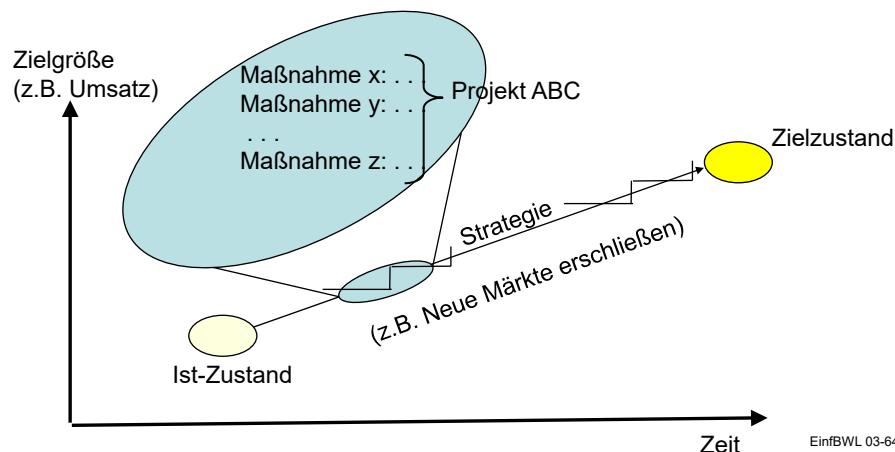 Zielgröße
(z.B. Umsatz)
Maßnahme x: . . .
Maßnahme y: . . .
. . .
Maßnahme z: . . .
Projekt ABC
Zielzustand
Strategie
(z.B. Neue Märkte erschließen)
Ist-Zustand
Zeit
EinfBWL 03-64